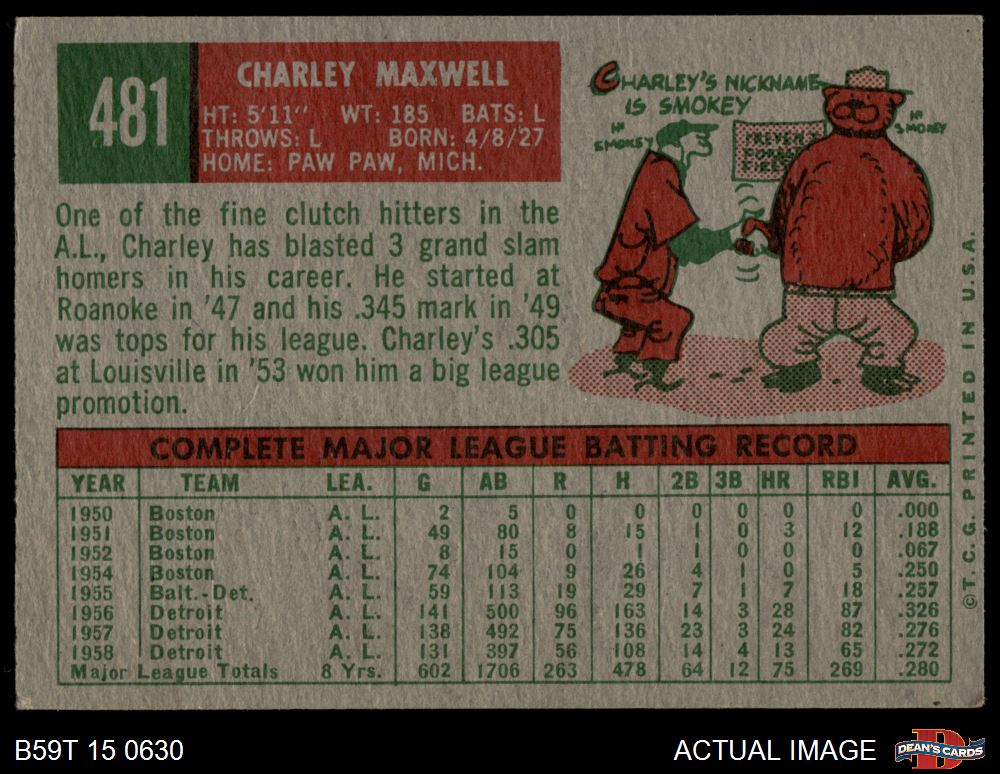 481
CHARLEY MAXWELL
HT: 5'11" WT: 185 BATS: L
THROWS: L BORN: 4/8/27
HOME: PAW PAW, MICH.
One of the fine clutch hitters in the
A.L., Charley has blasted 3 grand slam
homers in his career. He started at
Roanoke in '47 and his .345 mark in '49
was tops for his league. Charley's .305
at Louisville in '53 won him a big league
promotion.
CHARLEY'S NICKNAME
IS SMOKEY
HI
SMOKEY
HI
SMOKEY
PREVENT
FOREST
FIRES
COMPLETE MAJOR LEAGUE BATTING RECORD
YEAR TEAM LEA. G AB R H 2B 3B HR RBI AVG.
1950 Boston A. L. 2 5 0 0 0 0 0 0 .000
1951 Boston A. L. 49 80 8 15 1 0 3 12 .188
1952 Boston A. L. 8 15 0 1 1 0 0 0 .067
1954 Boston A. L. 74 104 9 26 4 1 0 5 .250
1955 Balt.-Det. A. L. 59 113 19 29 7 1 7 18 .257
1956 Detroit A. L. 141 500 96 163 14 3 28 87 .326
1957 Detroit A. L. 138 492 75 136 23 3 24 82 .276
1958 Detroit A. L. 131 397 56 108 14 4 13 65 .272
Major League Totals 8 Yrs. 602 1706 263 478 64 12 75 269 .280
©T. C. G. PRINTED IN U.S.A.
B59T 15 0630
ACTUAL IMAGE
DEAN'S CARDS